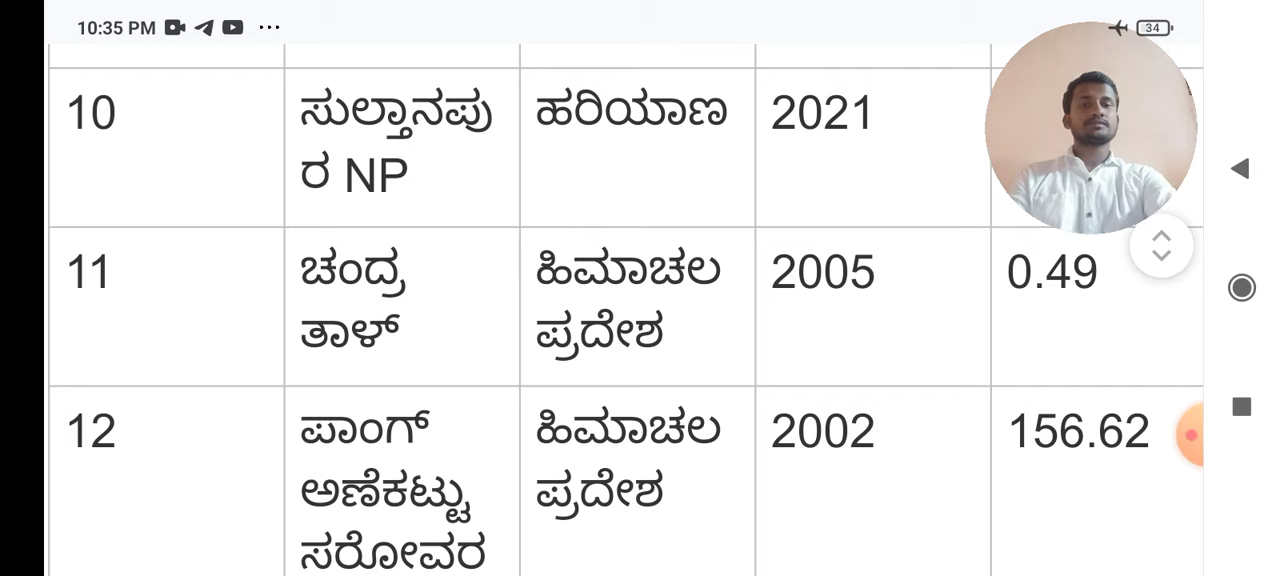 10:35 PM ...
34
10 ಸುಲ್ತಾನಪು ಹರಿಯಾಣ 2021
ರ NP
11 ಚಂದ್ರ ಹಿಮಾಚಲ 2005 0.49
ತಾಳ್ ಪ್ರದೇಶ
12 ಪಾಂಗ್ ಹಿಮಾಚಲ 2002 156.62
ಅಣೆಕಟ್ಟು ಪ್ರದೇಶ
ಸರೋವರ